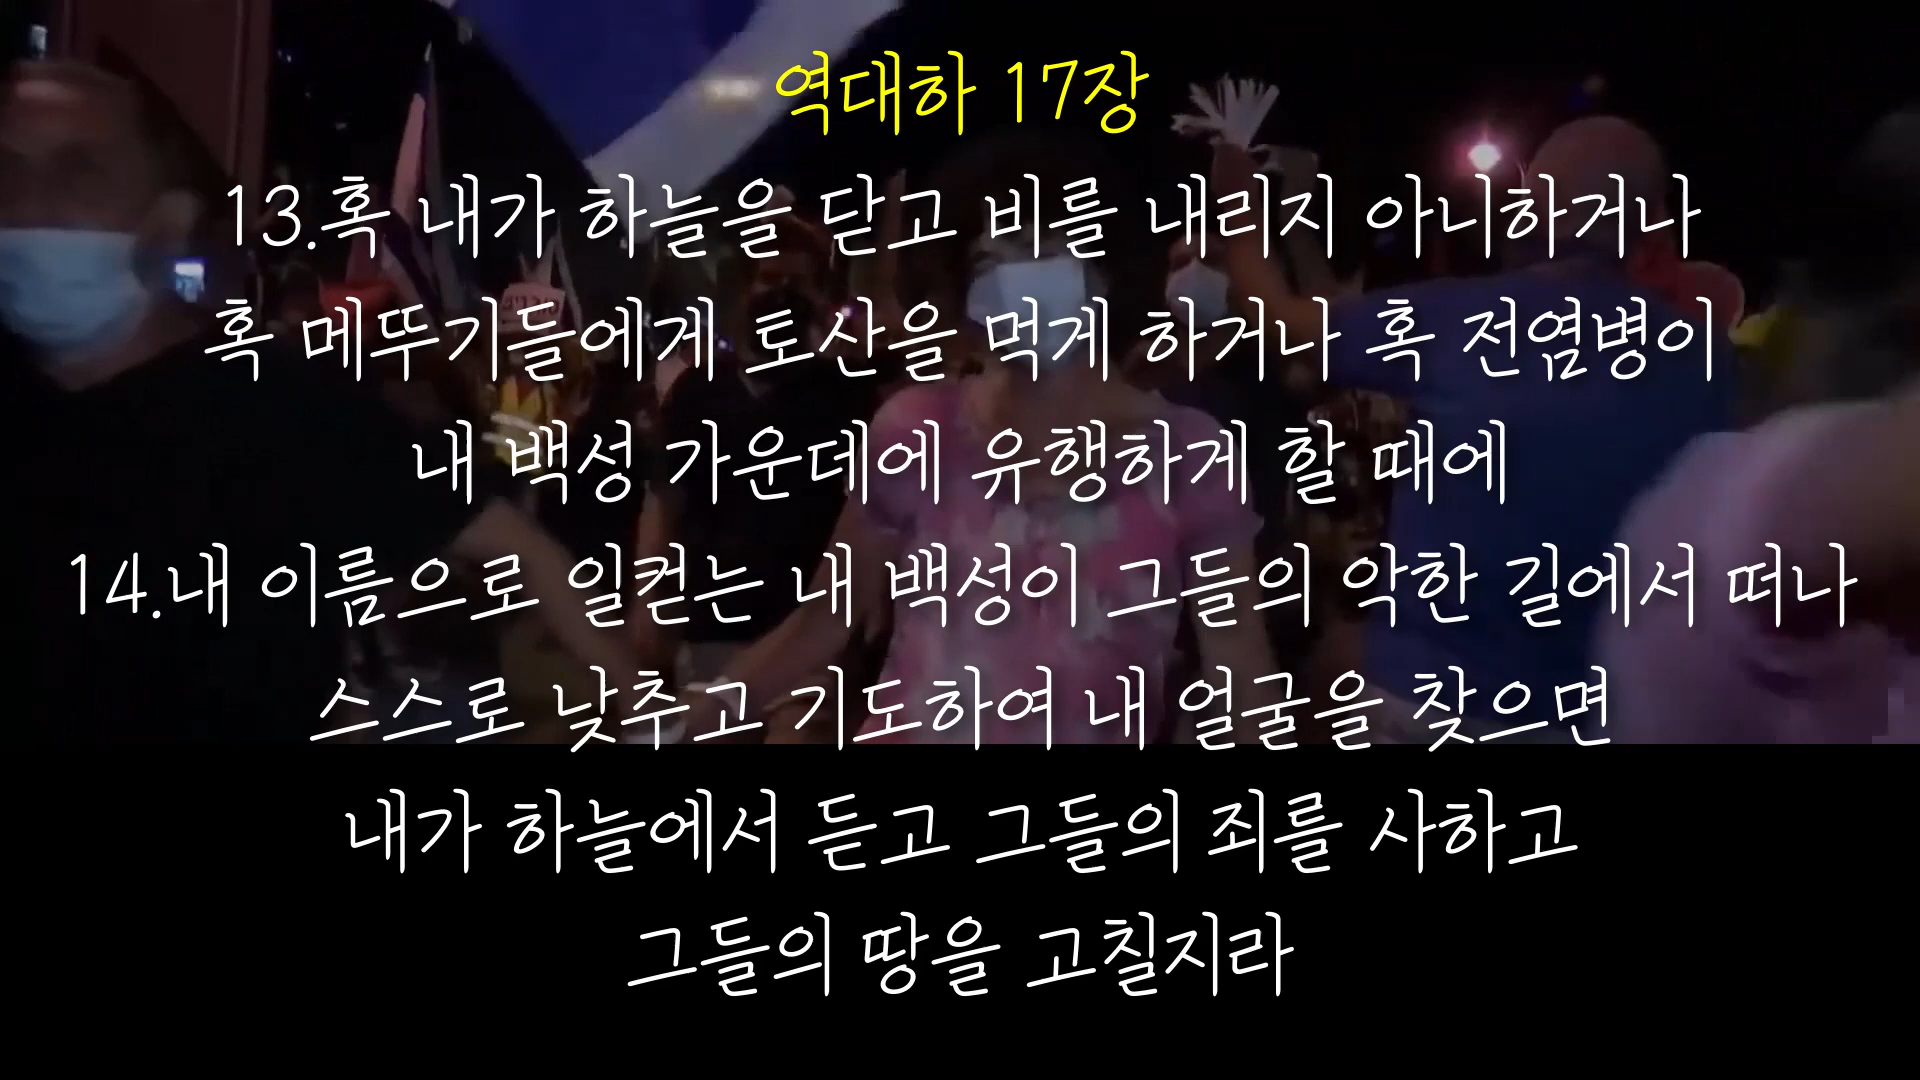 역대하 17장
13.혹 내가 하늘을 닫고 비를 내리지 아니하거나
혹 메뚜기들에게 토산을 먹게 하거나 혹 전염병이
내 백성 가운데에 유행하게 할 때에
14.내 이름으로 일컫는 내 백성이 그들의 악한 길에서 떠나
스스로 낮추고 기도하여 내 얼굴을 찾으면
내가 하늘에서 듣고 그들의 죄를 사하고
그들의 땅을 고칠지라